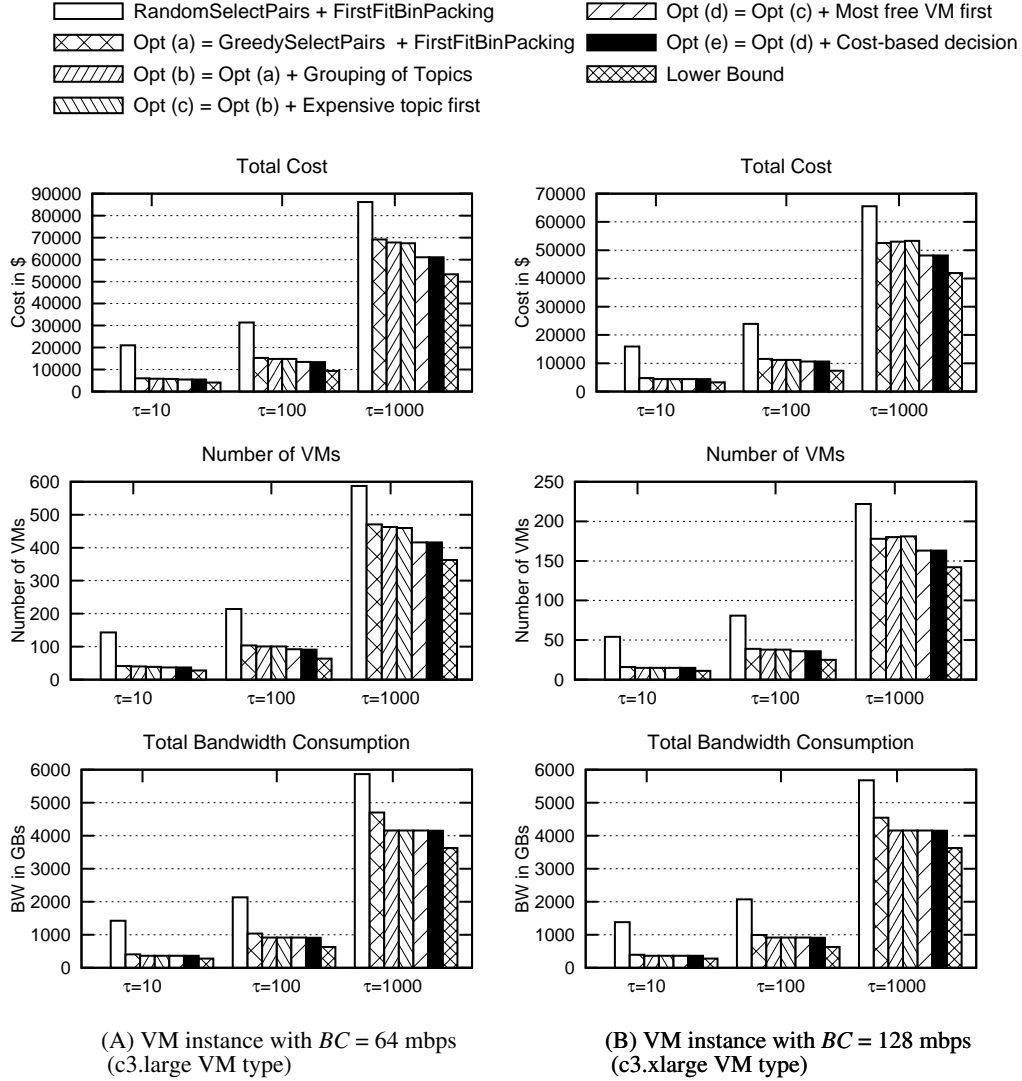 RandomSelectPairs + FirstFitBinPacking
Opt (a) = GreedySelectPairs + FirstFitBinPacking
Opt (b) = Opt (a) + Grouping of Topics
Opt (c) = Opt (b) + Expensive topic first
Opt (d) = Opt (c) + Most free VM first
Opt (e) = Opt (d) + Cost-based decision
Lower Bound
Total Cost
Cost in $
90000
80000
70000
60000
50000
40000
30000
20000
10000
0
τ=10 τ=100 τ=1000
Total Cost
Cost in $
70000
60000
50000
40000
30000
20000
10000
0
τ=10 τ=100 τ=1000
Number of VMs
Number of VMs
600
500
400
300
200
100
0
τ=10 τ=100 τ=1000
Number of VMs
Number of VMs
250
200
150
100
50
0
τ=10 τ=100 τ=1000
Total Bandwidth Consumption
BW in GBs
6000
5000
4000
3000
2000
1000
0
τ=10 τ=100 τ=1000
Total Bandwidth Consumption
BW in GBs
6000
5000
4000
3000
2000
1000
0
τ=10 τ=100 τ=1000
(A) VM instance with BC = 64 mbps
(c3.large VM type)
(B) VM instance with BC = 128 mbps
(c3.xlarge VM type)